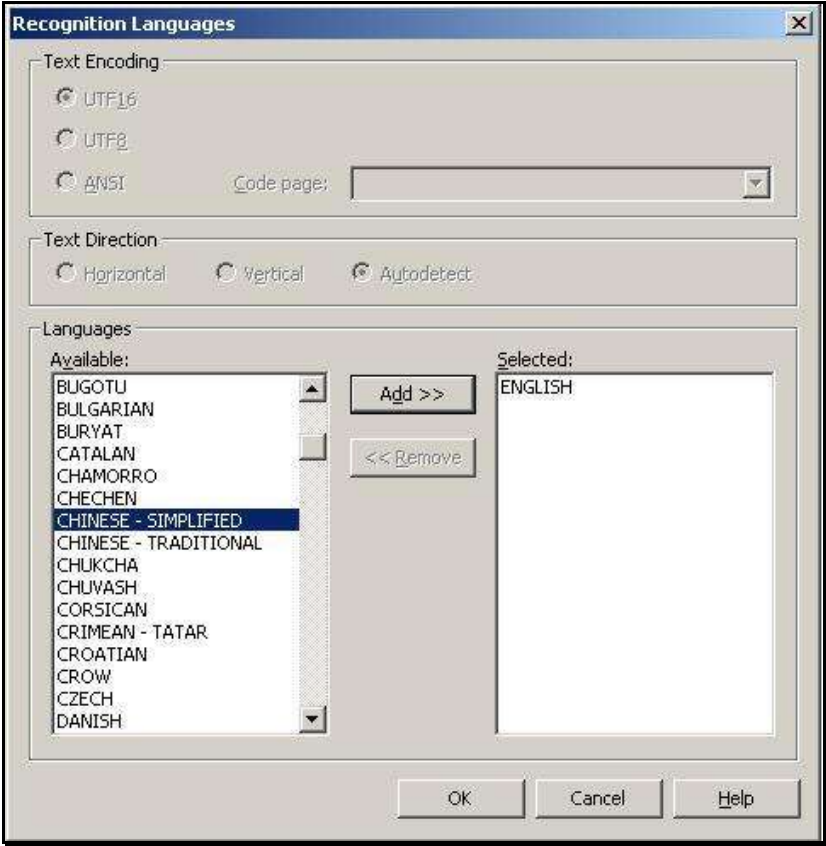 Recognition Languages
Text Encoding
UTF16
UTF8
ANSI Code page:
Text Direction
Horizontal Vertical Autodetect
Languages
Available:
BUGOTU
BULGARIAN
BURYAT
CATALAN
CHAMORRO
CHECHEN
CHINESE - SIMPLIFIED
CHINESE - TRADITIONAL
CHUKCHA
CHUVASH
CORSICAN
CRIMEAN - TATAR
CROATIAN
CROW
CZECH
DANISH
Add >>
<< Remove
Selected:
ENGLISH
OK Cancel Help